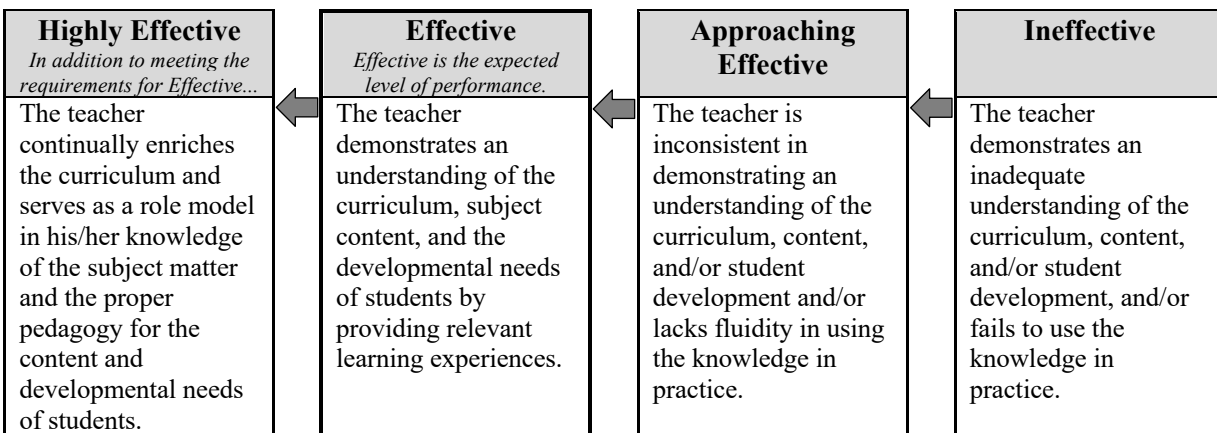 Highly Effective
In addition to meeting the
requirements for Effective...
The teacher
continually enriches
the curriculum and
serves as a role model
in his/her knowledge
of the subject matter
and the proper
pedagogy for the
content and
developmental needs
of students.
Effective
Effective is the expected
level of performance.
The teacher
demonstrates an
understanding of the
curriculum, subject
content, and the
developmental needs
of students by
providing relevant
learning experiences.
Approaching
Effective
The teacher is
inconsistent in
demonstrating an
understanding of the
curriculum, content,
and/or student
development and/or
lacks fluidity in using
the knowledge in
practice.
Ineffective
The teacher
demonstrates an
inadequate
understanding of the
curriculum, content,
and/or student
development, and/or
fails to use the
knowledge in
practice.